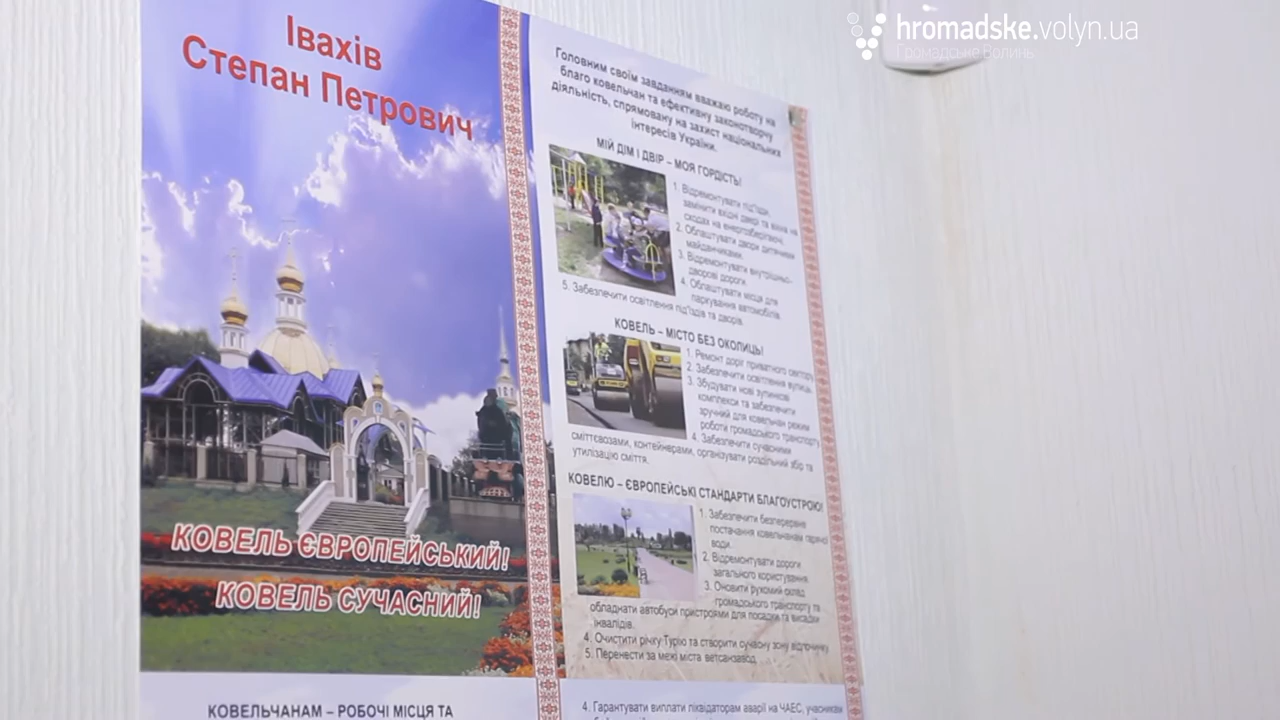 hromadske.volyn.ua
Громадське Волинь
Івахів
Степан Петрович
КОВЕЛЬ ЄВРОПЕЙСЬКИЙ!
КОВЕЛЬ СУЧАСНИЙ!
КОВЕЛЬЧАНАМ – РОБОЧІ МІСЦЯ ТА
Головним своїм завданням вважаю роботу на
благо ковельчан та ефективну законотворчу
діяльність, спрямовану на захист національних
інтересів України.
МІЙ ДІМ І ДВІР – МОЯ ГОРДІСТЬ!
1. Відремонтувати під'їзди,
замінити вхідні двері та вікна на
сходах на енергозберігаючі.
2. Облаштувати двори дитячими
майданчиками.
3. Відремонтувати внутрішньо-
дворові дороги.
4. Облаштувати місця для
паркування автомобілів.
5. Забезпечити освітлення під'їздів та дворів.
КОВЕЛЬ – МІСТО БЕЗ ОКОЛИЦЬ!
1. Ремонт доріг приватного сектору
2. Забезпечити освітлення вулиць.
3. Збудувати нові зупинкові
комплекси та забезпечити
зручний для ковельчан режим
роботи громадського транспорту
4. Забезпечити сучасними
сміттєвозами, контейнерами, організувати роздільний збір та
утилізацію сміття.
КОВЕЛЮ – ЄВРОПЕЙСЬКІ СТАНДАРТИ БЛАГОУСТРОЮ!
1. Забезпечити безперервне
постачання ковельчанам гарячої
води.
2. Відремонтувати дороги
загального користування.
3. Оновити рухомий склад
громадського транспорту та
обладнати автобуси пристроями для посадки та висадки
інвалідів.
4. Очистити річку Турію та створити сучасну зону відпочинку
5. Перенести за межі міста ветсанзавод.
4. Гарантувати виплати ліквідаторам аварії на ЧАЕС, учасникам